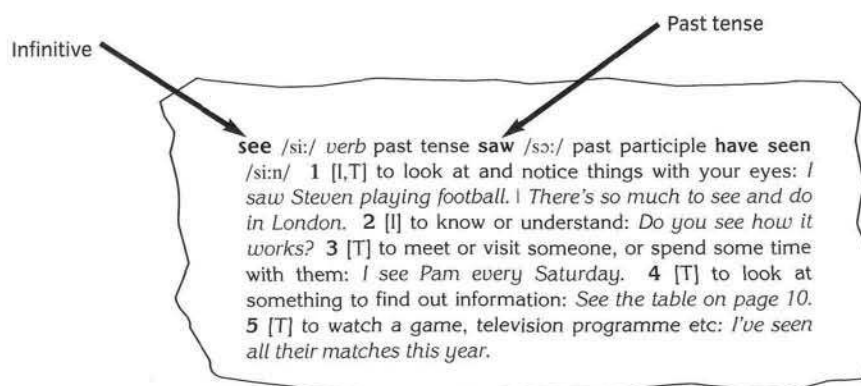 Past tense
Infinitive
see /siː/ verb past tense saw /sɔː/ past participle have seen
/siːn/ 1 [I,T] to look at and notice things with your eyes: I
saw Steven playing football. | There's so much to see and do
in London. 2 [I] to know or understand: Do you see how it
works? 3 [T] to meet or visit someone, or spend some time
with them: I see Pam every Saturday. 4 [T] to look at
something to find out information: See the table on page 10.
5 [T] to watch a game, television programme etc: I've seen
all their matches this year.